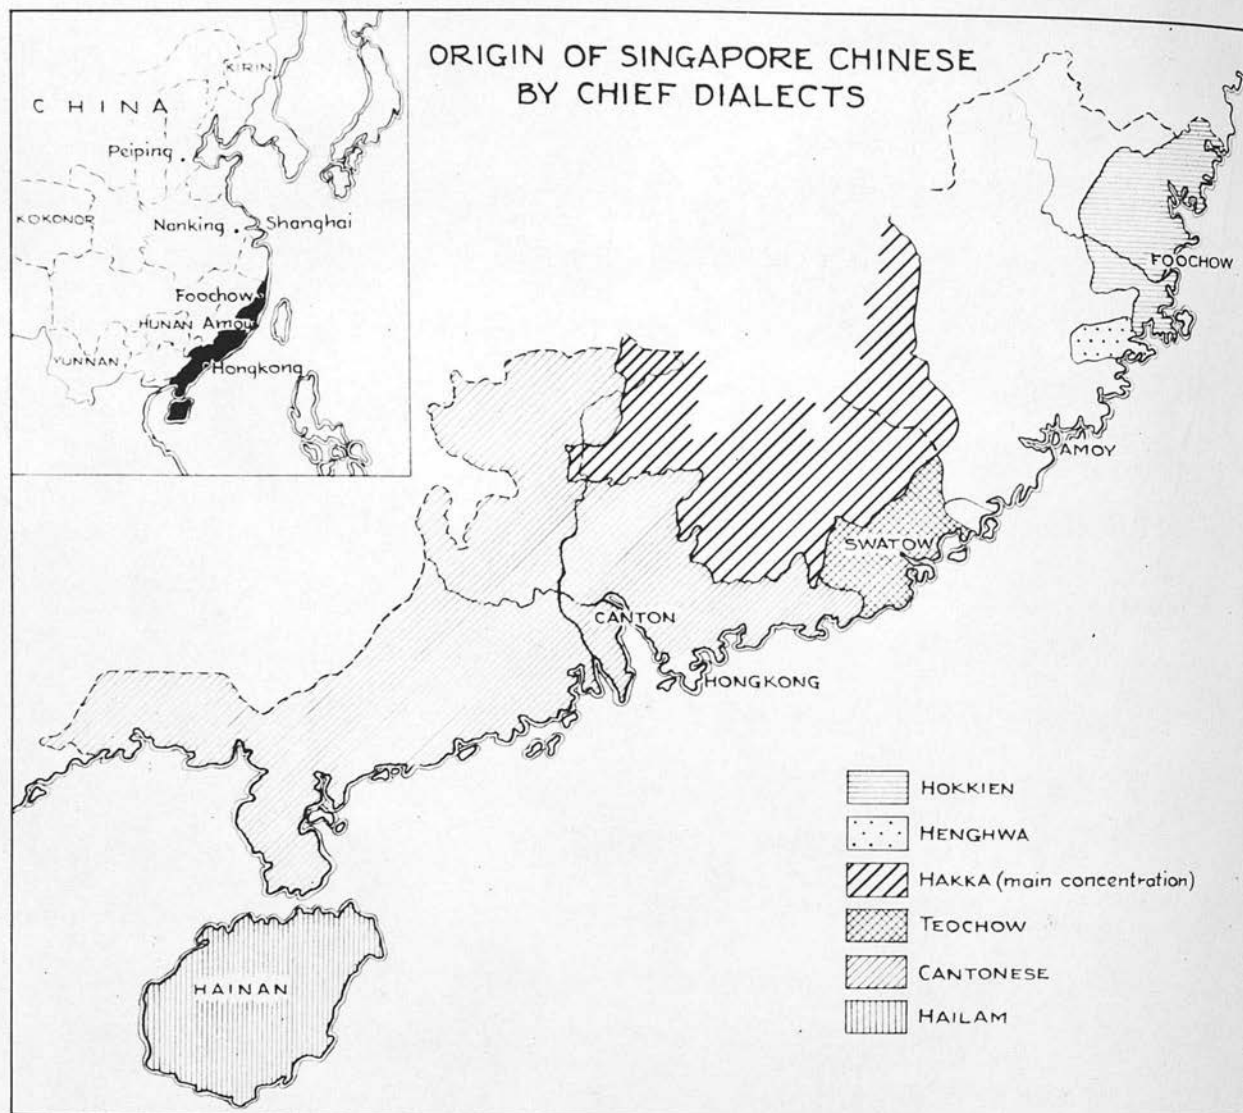 ORIGIN OF SINGAPORE CHINESE
BY CHIEF DIALECTS
KIRIN
CHINA
Peiping
KOKONOR
Nanking
Shanghai
Foochow
HUNAN
Amoy
YUNNAN
Hongkong
FOOCHOW
AMOY
SWATOW
CANTON
HONGKONG
HAINAN
HOKKIEN
HENGHWA
HAKKA (main concentration)
TEOCHOW
CANTONESE
HAILAM